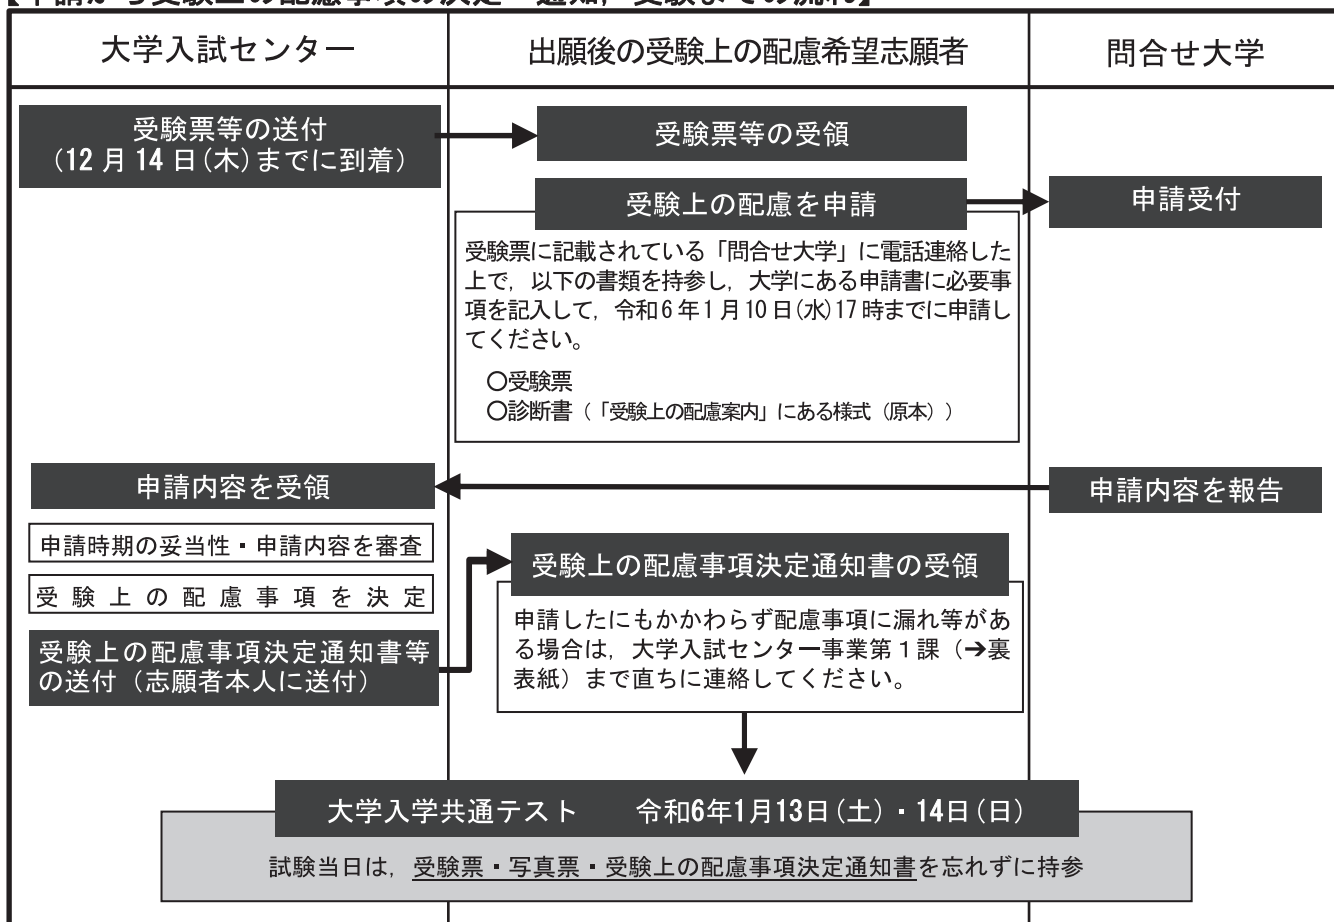 【申請から受験上の配慮事項の決定・通知，受験までの流れ】
大学入試センター
出願後の受験上の配慮希望志願者
問合せ大学
受験票等の送付
（12月14日（木）までに到着）
受験票等の受領
受験上の配慮を申請
申請受付
受験票に記載されている「問合せ大学」に電話連絡した
上で，以下の書類を持参し，大学にある申請書に必要事
項を記入して，令和6年1月10日(水)17時までに申請し
てください。
○受験票
○診断書（「受験上の配慮案内」にある様式（原本））
申請内容を受領
申請内容を報告
申請時期の妥当性・申請内容を審査
受験上の配慮事項を決定
受験上の配慮事項決定通知書等
の送付（志願者本人に送付）
受験上の配慮事項決定通知書の受領
申請したにもかかわらず配慮事項に漏れ等があ
る場合は，大学入試センター事業第1課（➔裏
表紙）まで直ちに連絡してください。
大学入学共通テスト　令和6年1月13日（土）・14日（日）
試験当日は，受験票・写真票・受験上の配慮事項決定通知書を忘れずに持参